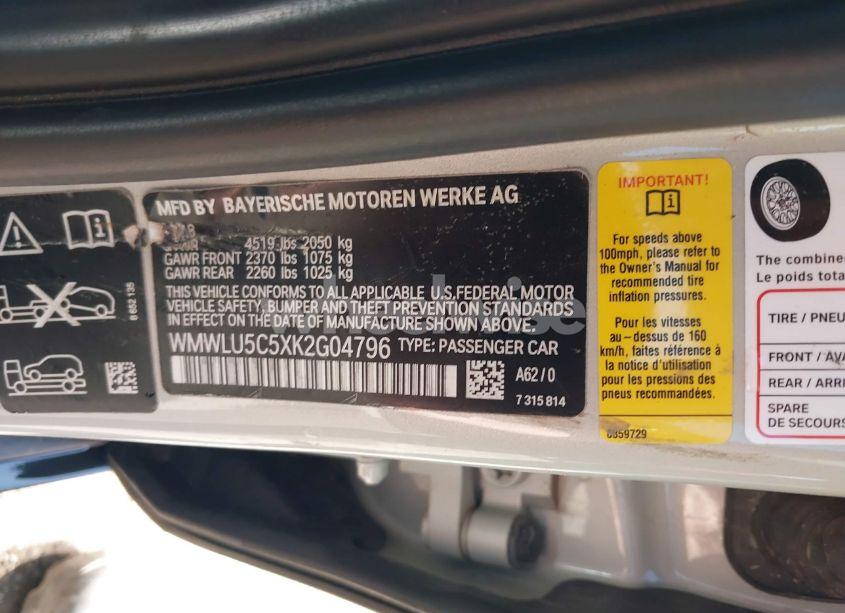 MFD BY BAYERISCHE MOTOREN WERKE AG
4519 lbs 2050 kg
GAWR FRONT 2370 lbs 1075 kg
GAWR REAR 2260 lbs 1025 kg
THIS VEHICLE CONFORMS TO ALL APPLICABLE U.S. FEDERAL MOTOR
VEHICLE SAFETY, BUMPER AND THEFT PREVENTION STANDARDS
IN EFFECT ON THE DATE OF MANUFACTURE SHOWN ABOVE.
WMWLU5C5XK2G04796 TYPE: PASSENGER CAR
A62/0
7 315 814
8 652 135
IMPORTANT!
For speeds above
100mph, please refer to
the Owner's Manual for
recommended tire
inflation pressures.
Pour les vitesses
au-dessus de 160
km/h, faites référence à
la notice d'utilisation
pour les pressions des
pneus recommandées.
The combine
Le poids tota
TIRE / PNEU
FRONT / AVA
REAR / ARRI
SPARE
DE SECOURS